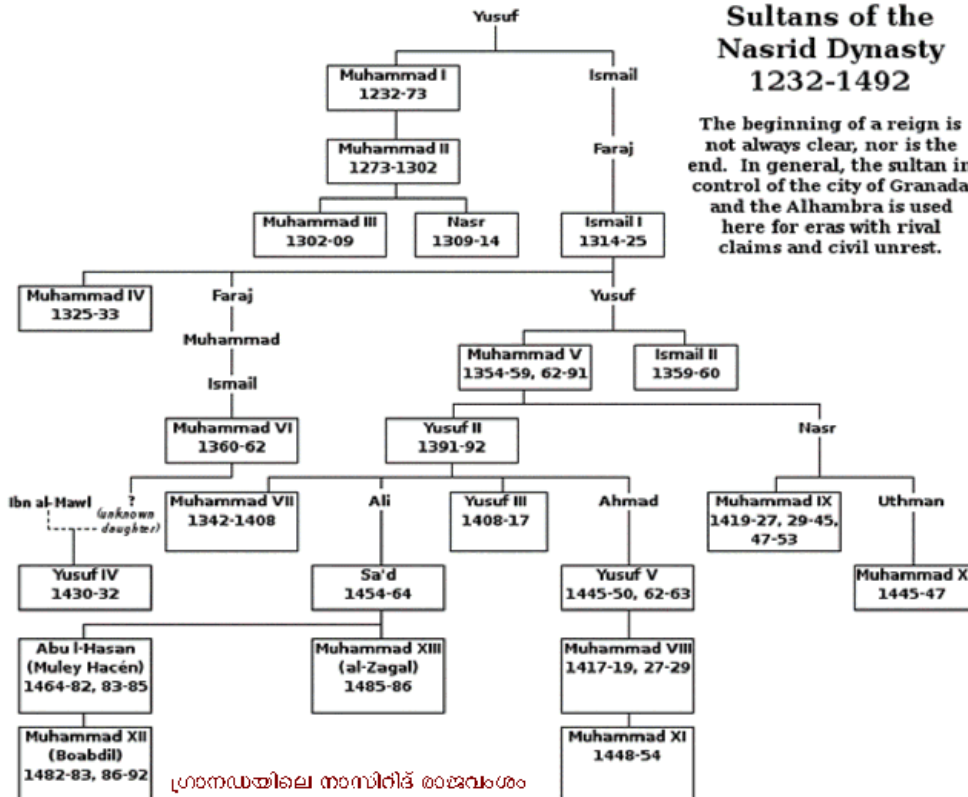 Sultans of the
Nasrid Dynasty
1232-1492
The beginning of a reign is
not always clear, nor is the
end. In general, the sultan in
control of the city of Granada
and the Alhambra is used
here for eras with rival
claims and civil unrest.
Yusuf
Muhammad I
1232-73
Ismail
Muhammad II
1273-1302
Faraj
Muhammad III
1302-09
Nasr
1309-14
Ismail I
1314-25
Muhammad IV
1325-33
Faraj
Yusuf
Muhammad
Muhammad V
1354-59, 62-91
Ismail II
1359-60
Ismail
Muhammad VI
1360-62
Yusuf II
1391-92
Nasr
Ibn al-Mawl
?
(unknown
daughter)
Muhammad VII
1342-1408
Ali
Yusuf III
1408-17
Ahmad
Muhammad IX
1419-27, 29-45,
47-53
Uthman
Yusuf IV
1430-32
Sa'd
1454-64
Yusuf V
1445-50, 62-63
Muhammad X
1445-47
Abu l-Hasan
(Muley Hacén)
1464-82, 83-85
Muhammad XIII
(al-Zagal)
1485-86
Muhammad VIII
1417-19, 27-29
Muhammad XII
(Boabdil)
1482-83, 86-92
Muhammad XI
1448-54
ഗ്രാനഡയിലെ നാസിറിദ് രാജവംശം